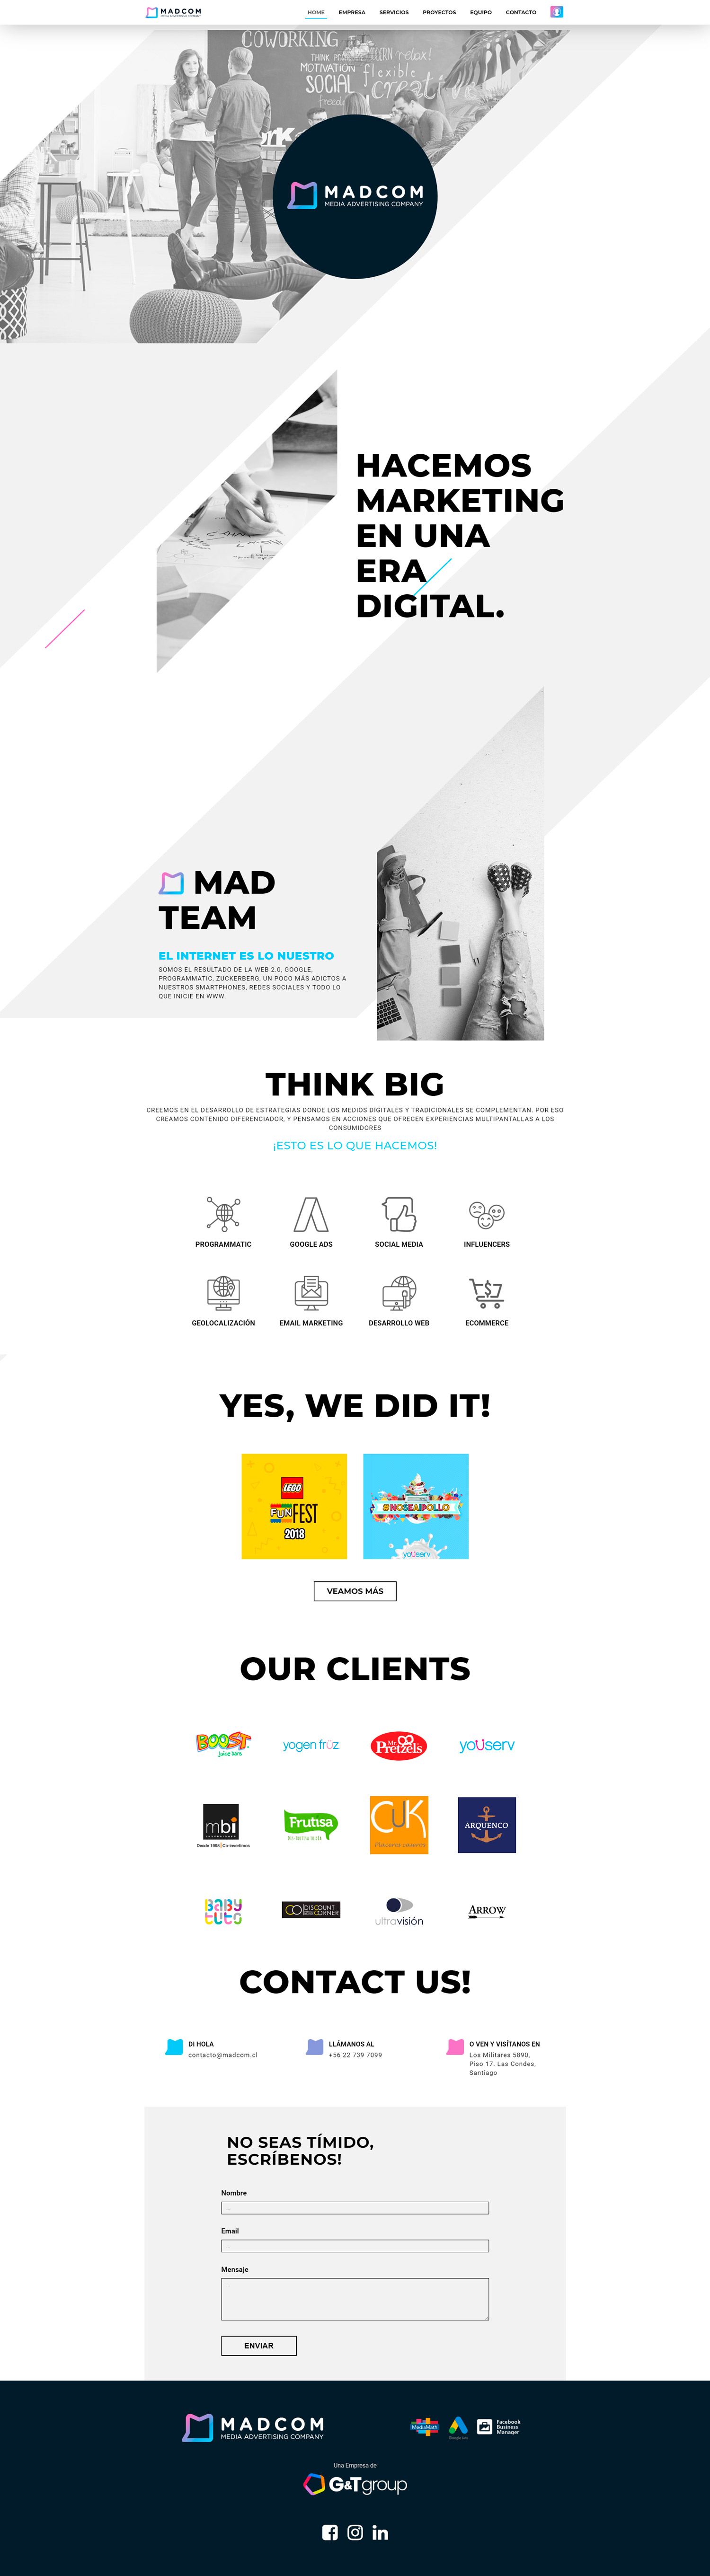 MADCOM
MEDIA ADVERTISING COMPANY
HOME
EMPRESA
SERVICIOS
PROYECTOS
EQUIPO
CONTACTO
COWORKING
THINK
MOTIVATION
SOCIAL
flexible
relax!
MADCOM
MEDIA ADVERTISING COMPANY
HACEMOS
MARKETING
EN UNA
ERA
DIGITAL.
MAD
TEAM
EL INTERNET ES LO NUESTRO
SOMOS EL RESULTADO DE LA WEB 2.0, GOOGLE,
PROGRAMMATIC, ZUCKERBERG, UN POCO MÁS ADICTOS A
NUESTROS SMARTPHONES, REDES SOCIALES Y TODO LO
QUE INICIE EN WWW.
THINK BIG
CREEMOS EN EL DESARROLLO DE ESTRATEGIAS DONDE LOS MEDIOS DIGITALES Y TRADICIONALES SE COMPLEMENTAN. POR ESO
CREAMOS CONTENIDO DIFERENCIADOR, Y PENSAMOS EN ACCIONES QUE OFRECEN EXPERIENCIAS MULTIPANTALLAS A LOS
CONSUMIDORES
¡ESTO ES LO QUE HACEMOS!
PROGRAMMATIC
GOOGLE ADS
SOCIAL MEDIA
INFLUENCERS
GEOLOCALIZACIÓN
EMAIL MARKETING
DESARROLLO WEB
ECOMMERCE
YES, WE DID IT!
LEGO
FUN FEST
2018
#NOSEAIPOLLO
yoUserv
VEAMOS MÁS
OUR CLIENTS
BOOST
juice bars
yogen früz
Mr. Pretzels
yoUserv
mbi
INVERSIONES
Desde 1998 | Co-invertimos
Frutisa
CUK
ARQUENCO
BABY
TUTO
DISCOUNT
CORNER
ultravisión
ARROW
CONTACT US!
DI HOLA
contacto@madcom.cl
LLÁMANOS AL
+56 22 739 7099
O VEN Y VISÍTANOS EN
Los Militares 5890,
Piso 17. Las Condes,
Santiago
NO SEAS TÍMIDO,
ESCRÍBENOS!
Nombre
Email
Mensaje
ENVIAR
MADCOM
MEDIA ADVERTISING COMPANY
MediaMath
Google Ads
Facebook
Business
Manager
Una Empresa de
G&Tgroup